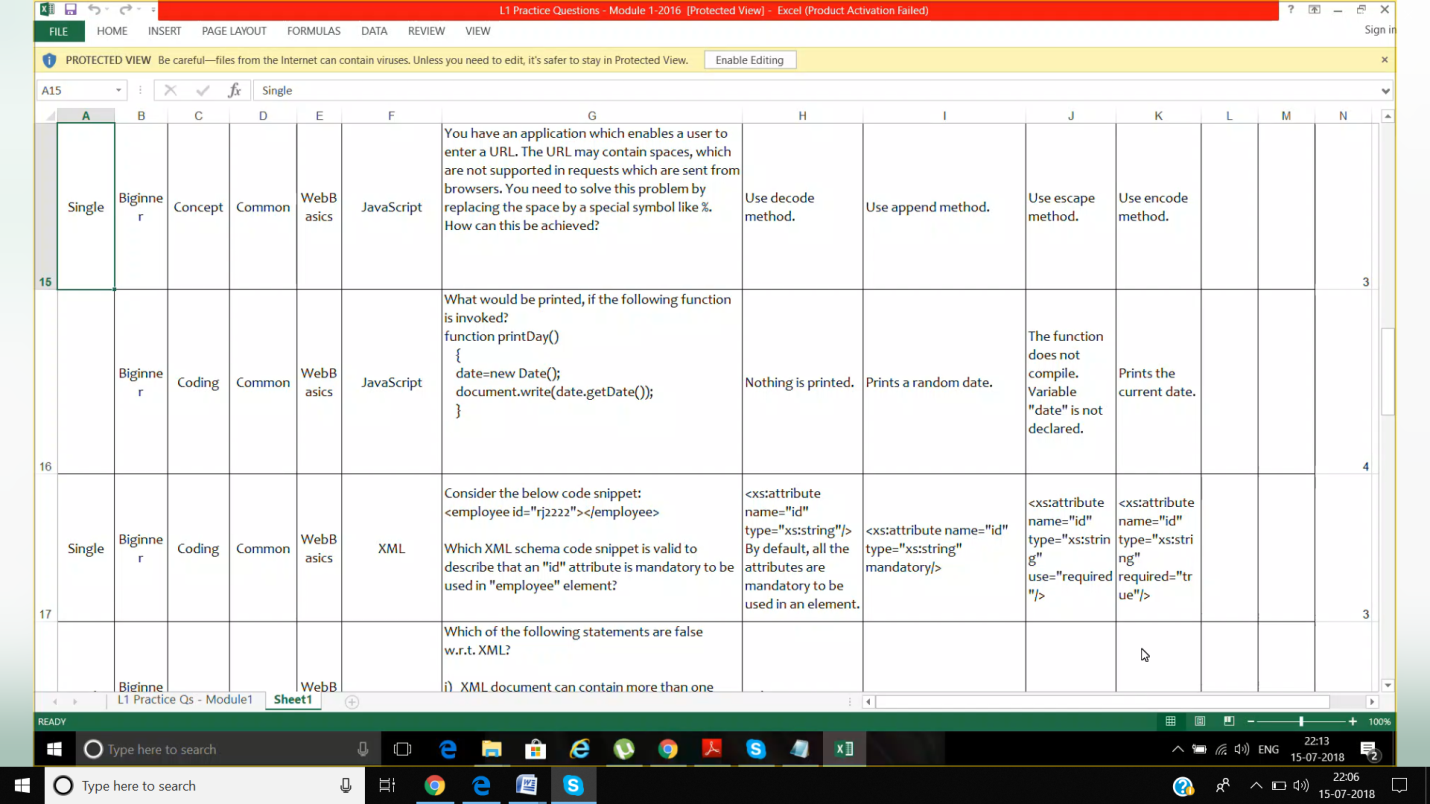 L1 Practice Questions - Module 1-2016 [Protected View] - Excel (Product Activation Failed)
FILE HOME INSERT PAGE LAYOUT FORMULAS DATA REVIEW VIEW Sign in
PROTECTED VIEW Be careful—files from the Internet can contain viruses. Unless you need to edit, it's safer to stay in Protected View. Enable Editing
A15 fx Single
A B C D E F G H I J K L M N
15
Single
Biginne
r
Concept
Common
WebB
asics
JavaScript
You have an application which enables a user to
enter a URL. The URL may contain spaces, which
are not supported in requests which are sent from
browsers. You need to solve this problem by
replacing the space by a special symbol like %.
How can this be achieved?
Use decode
method.
Use append method.
Use escape
method.
Use encode
method.
3
16
Biginne
r
Coding
Common
WebB
asics
JavaScript
What would be printed, if the following function
is invoked?
function printDay()
{
date=new Date();
document.write(date.getDate());
}
Nothing is printed.
Prints a random date.
The function
does not
compile.
Variable
"date" is not
declared.
Prints the
current date.
4
17
Single
Biginne
r
Coding
Common
WebB
asics
XML
Consider the below code snippet:
<employee id="rj2222"></employee>
Which XML schema code snippet is valid to
describe that an "id" attribute is mandatory to be
used in "employee" element?
<xs:attribute
name="id"
type="xs:string"/>
By default, all the
attributes are
mandatory to be
used in an element.
<xs:attribute name="id"
type="xs:string"
mandatory/>
<xs:attribute
name="id"
type="xs:strin
g"
use="required
"/>
<xs:attribute
name="id"
type="xs:stri
ng"
required="tr
ue"/>
3
Biginne
WebB
Which of the following statements are false
w.r.t. XML?
i) XML document can contain more than one
L1 Practice Qs - Module1 Sheet1
READY 100%
Type here to search ENG 22:13
15-07-2018 2
Type here to search 22:06
15-07-2018